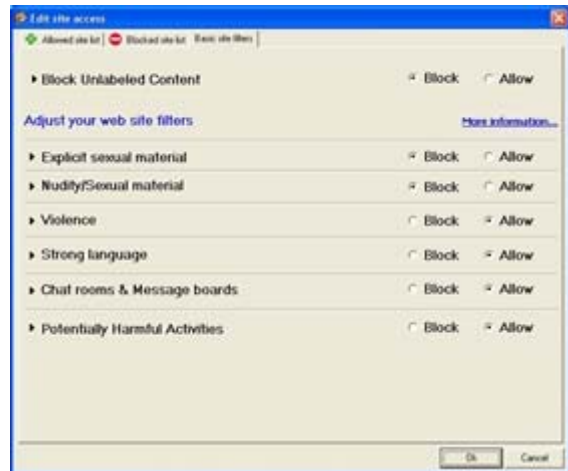 Edit site access
Allowed site list Blocked site list Basic site filters
Block Unlabeled Content Block Allow
Adjust your web site filters More information...
Explicit sexual material Block Allow
Nudity/Sexual material Block Allow
Violence Block Allow
Strong language Block Allow
Chat rooms & Message boards Block Allow
Potentially Harmful Activities Block Allow
Ok Cancel